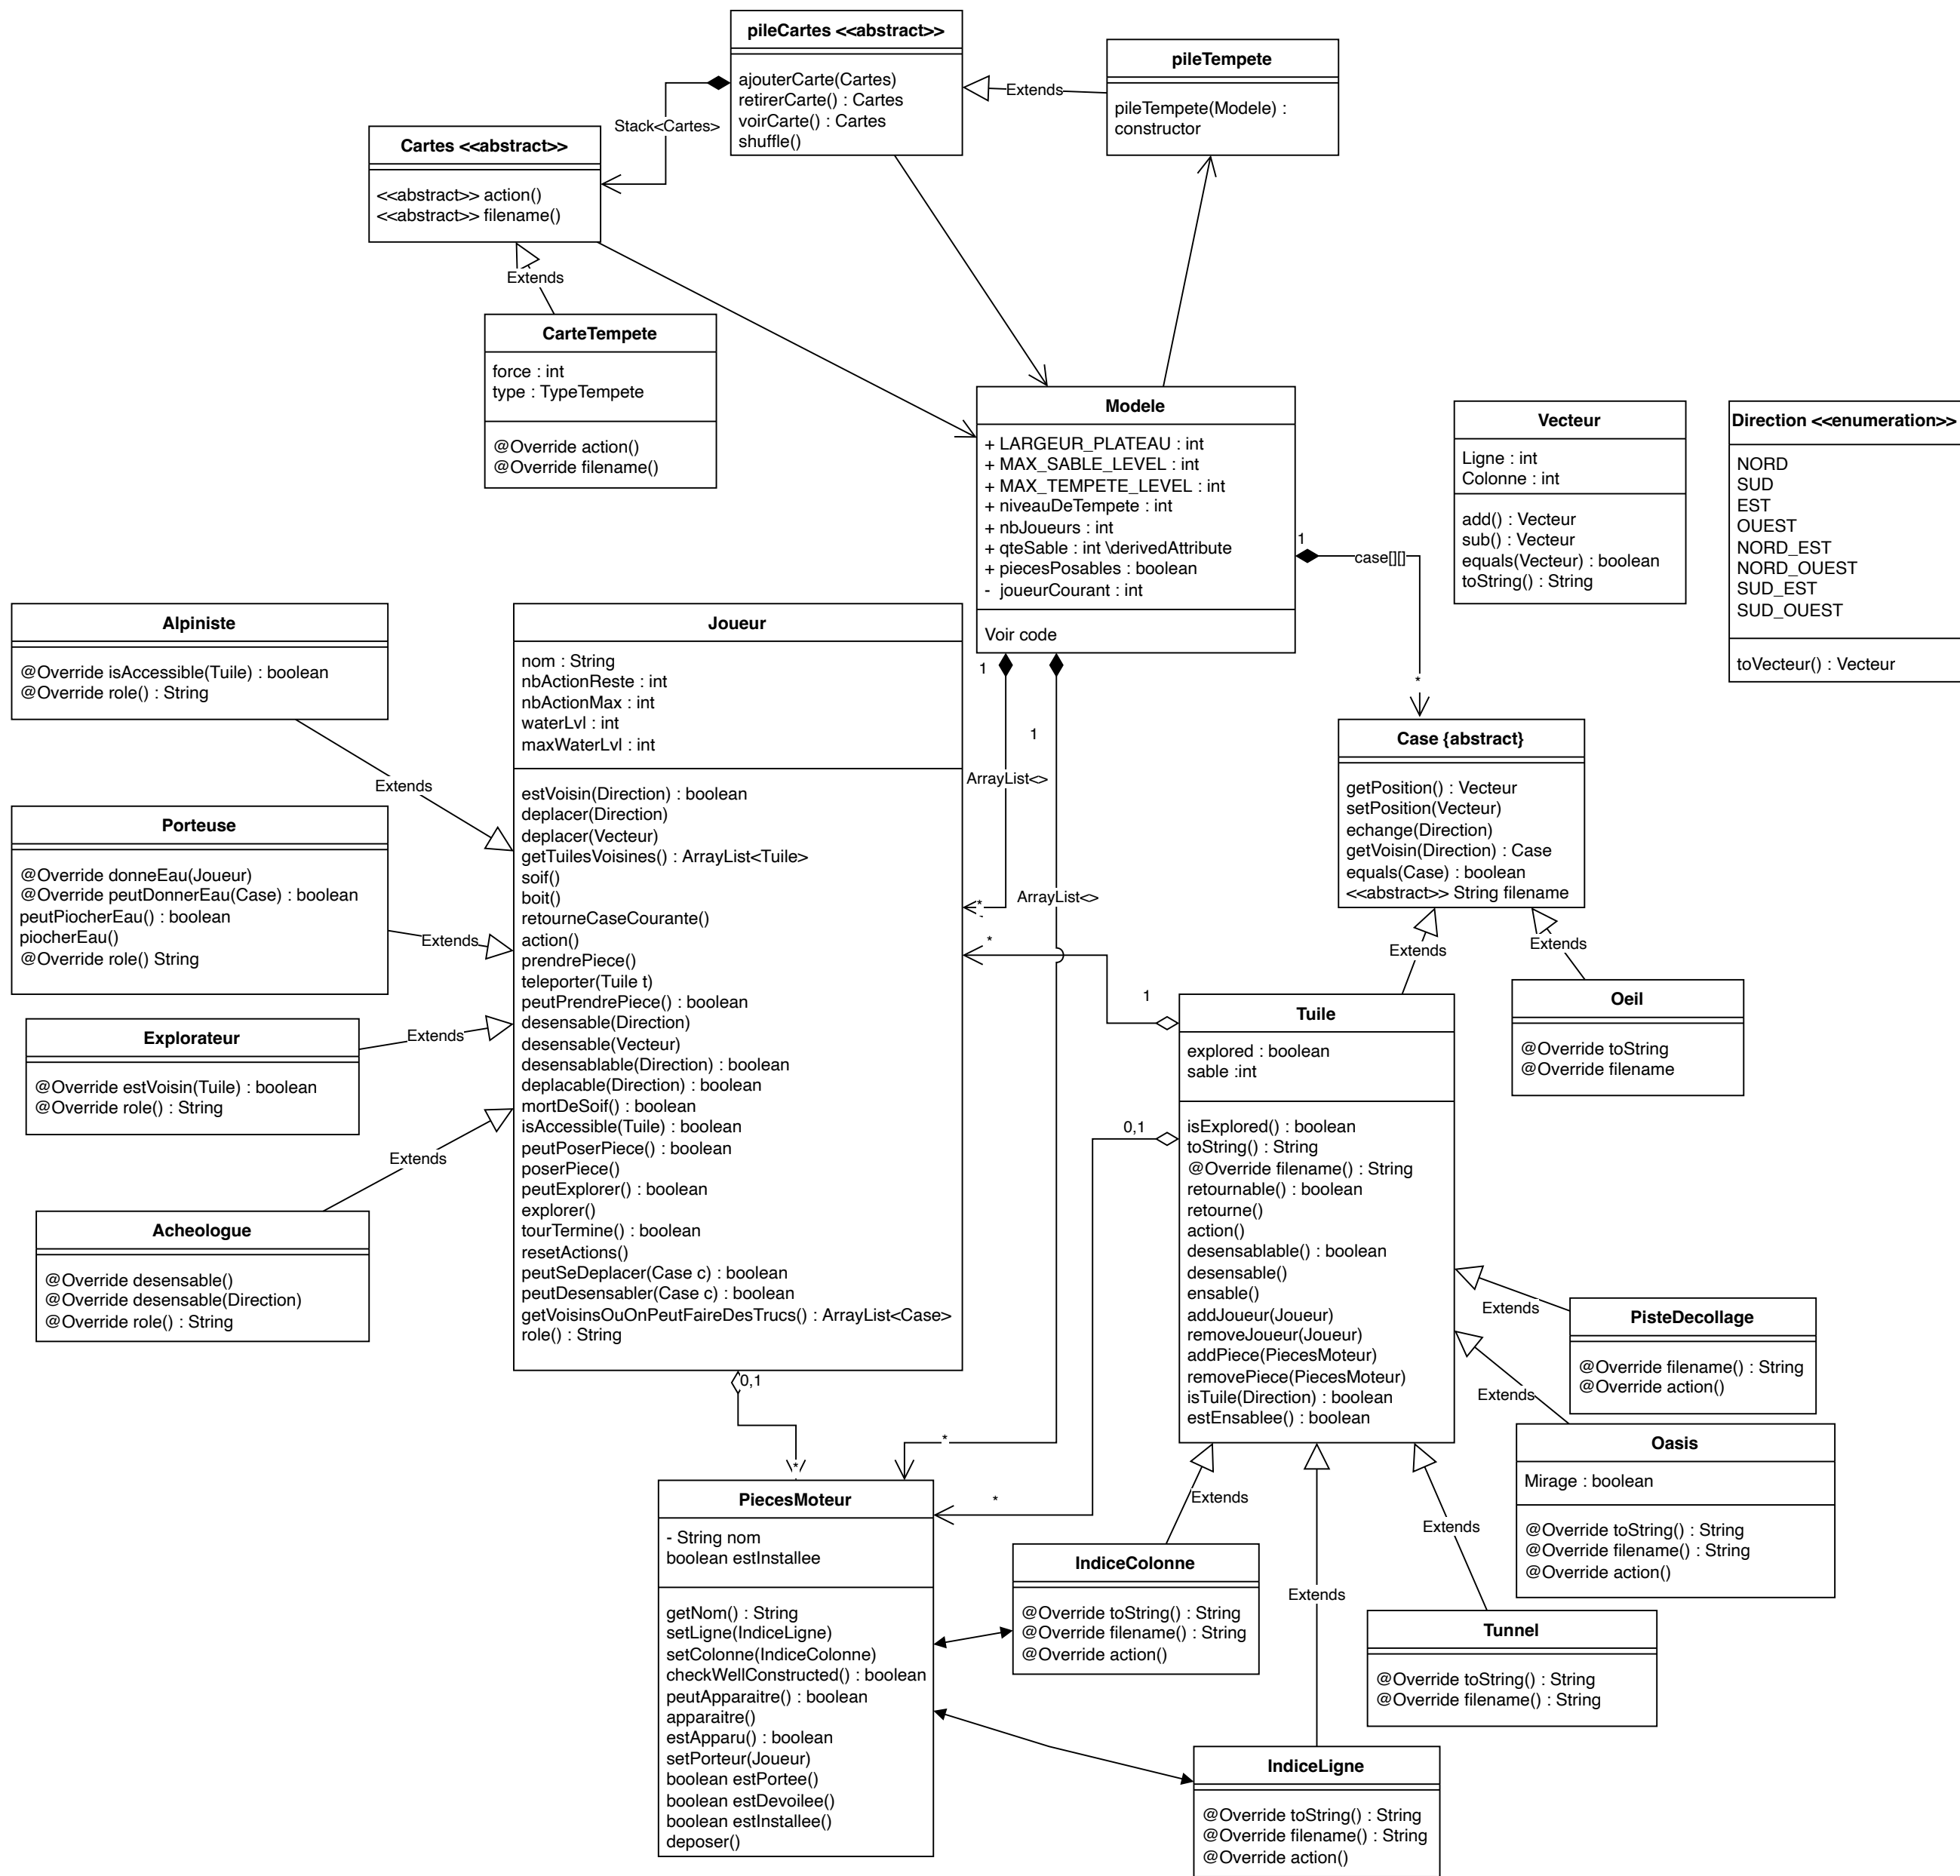 pileCartes <<abstract>>
ajouterCarte(Cartes)
retirerCarte() : Cartes
voirCarte() : Cartes
shuffle()
pileTempete
pileTempete(Modele) :
constructor
Extends
Stack<Cartes>
Cartes <<abstract>>
<<abstract>> action()
<<abstract>> filename()
Extends
CarteTempete
force : int
type : TypeTempete
@Override action()
@Override filename()
Modele
+ LARGEUR_PLATEAU : int
+ MAX_SABLE_LEVEL : int
+ MAX_TEMPETE_LEVEL : int
+ niveauDeTempete : int
+ nbJoueurs : int
+ qteSable : int \derivedAttribute
+ piecesPosables : boolean
- joueurCourant : int
Voir code
Vecteur
Ligne : int
Colonne : int
add() : Vecteur
sub() : Vecteur
equals(Vecteur) : boolean
toString() : String
Direction <<enumeration>>
NORD
SUD
EST
OUEST
NORD_EST
NORD_OUEST
SUD_EST
SUD_OUEST
toVecteur() : Vecteur
1
case[][]
*
1
1
ArrayList<>
ArrayList<>
*
-
Alpiniste
@Override isAccessible(Tuile) : boolean
@Override role() : String
Extends
Porteuse
@Override donneEau(Joueur)
@Override peutDonnerEau(Case) : boolean
peutPiocherEau() : boolean
piocherEau()
@Override role() String
Extends
Explorateur
@Override estVoisin(Tuile) : boolean
@Override role() : String
Extends
Acheologue
@Override desensable()
@Override desensable(Direction)
@Override role() : String
Extends
Joueur
nom : String
nbActionReste : int
nbActionMax : int
waterLvl : int
maxWaterLvl : int
estVoisin(Direction) : boolean
deplacer(Direction)
deplacer(Vecteur)
getTuilesVoisines() : ArrayList<Tuile>
soif()
boit()
retourneCaseCourante()
action()
prendrePiece()
teleporter(Tuile t)
peutPrendrePiece() : boolean
desensable(Direction)
desensable(Vecteur)
desensablable(Direction) : boolean
deplacable(Direction) : boolean
mortDeSoif() : boolean
isAccessible(Tuile) : boolean
peutPoserPiece() : boolean
poserPiece()
peutExplorer() : boolean
explorer()
tourTermine() : boolean
resetActions()
peutSeDeplacer(Case c) : boolean
peutDesensabler(Case c) : boolean
getVoisinsOuOnPeutFaireDesTrucs() : ArrayList<Case>
role() : String
0,1
*
*
1
0,1
*
*
Case {abstract}
getPosition() : Vecteur
setPosition(Vecteur)
echange(Direction)
getVoisin(Direction) : Case
equals(Case) : boolean
<<abstract>> String filename
Extends
Extends
Oeil
@Override toString
@Override filename
Tuile
explored : boolean
sable :int
isExplored() : boolean
toString() : String
@Override filename() : String
retournable() : boolean
retourne()
action()
desensablable() : boolean
desensable()
ensable()
addJoueur(Joueur)
removeJoueur(Joueur)
addPiece(PiecesMoteur)
removePiece(PiecesMoteur)
isTuile(Direction) : boolean
estEnsablee() : boolean
Extends
PisteDecollage
@Override filename() : String
@Override action()
Extends
Oasis
Mirage : boolean
@Override toString() : String
@Override filename() : String
@Override action()
Extends
Tunnel
@Override toString() : String
@Override filename() : String
Extends
IndiceColonne
@Override toString() : String
@Override filename() : String
@Override action()
Extends
IndiceLigne
@Override toString() : String
@Override filename() : String
@Override action()
PiecesMoteur
- String nom
boolean estInstallee
getNom() : String
setLigne(IndiceLigne)
setColonne(IndiceColonne)
checkWellConstructed() : boolean
peutApparaitre() : boolean
apparaitre()
estApparu() : boolean
setPorteur(Joueur)
boolean estPortee()
boolean estDevoilee()
boolean estInstallee()
deposer()